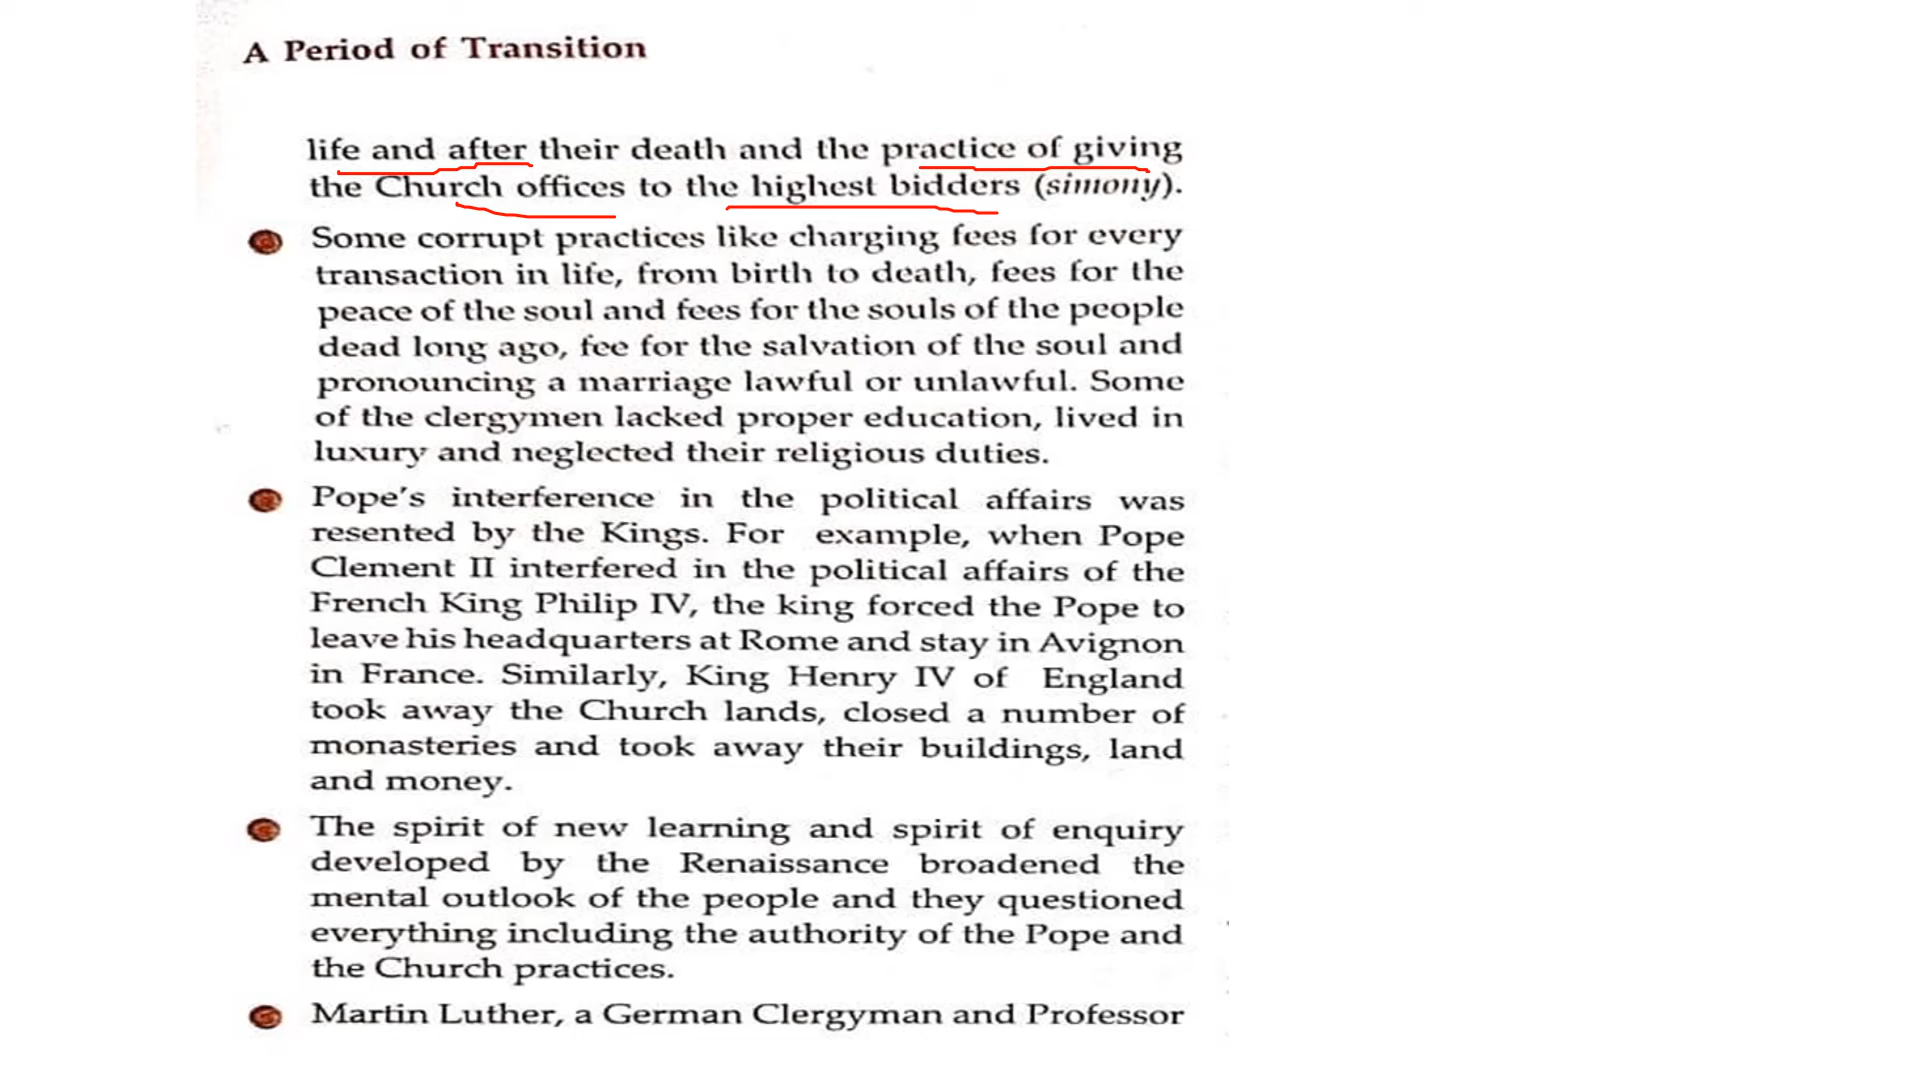 A Period of Transition
life and after their death and the practice of giving
the Church offices to the highest bidders (simony).
Some corrupt practices like charging fees for every
transaction in life, from birth to death, fees for the
peace of the soul and fees for the souls of the people
dead long ago, fee for the salvation of the soul and
pronouncing a marriage lawful or unlawful. Some
of the clergymen lacked proper education, lived in
luxury and neglected their religious duties.
Pope's interference in the political affairs was
resented by the Kings. For example, when Pope
Clement II interfered in the political affairs of the
French King Philip IV, the king forced the Pope to
leave his headquarters at Rome and stay in Avignon
in France. Similarly, King Henry IV of England
took away the Church lands, closed a number of
monasteries and took away their buildings, land
and money.
The spirit of new learning and spirit of enquiry
developed by the Renaissance broadened the
mental outlook of the people and they questioned
everything including the authority of the Pope and
the Church practices.
Martin Luther, a German Clergyman and Professor